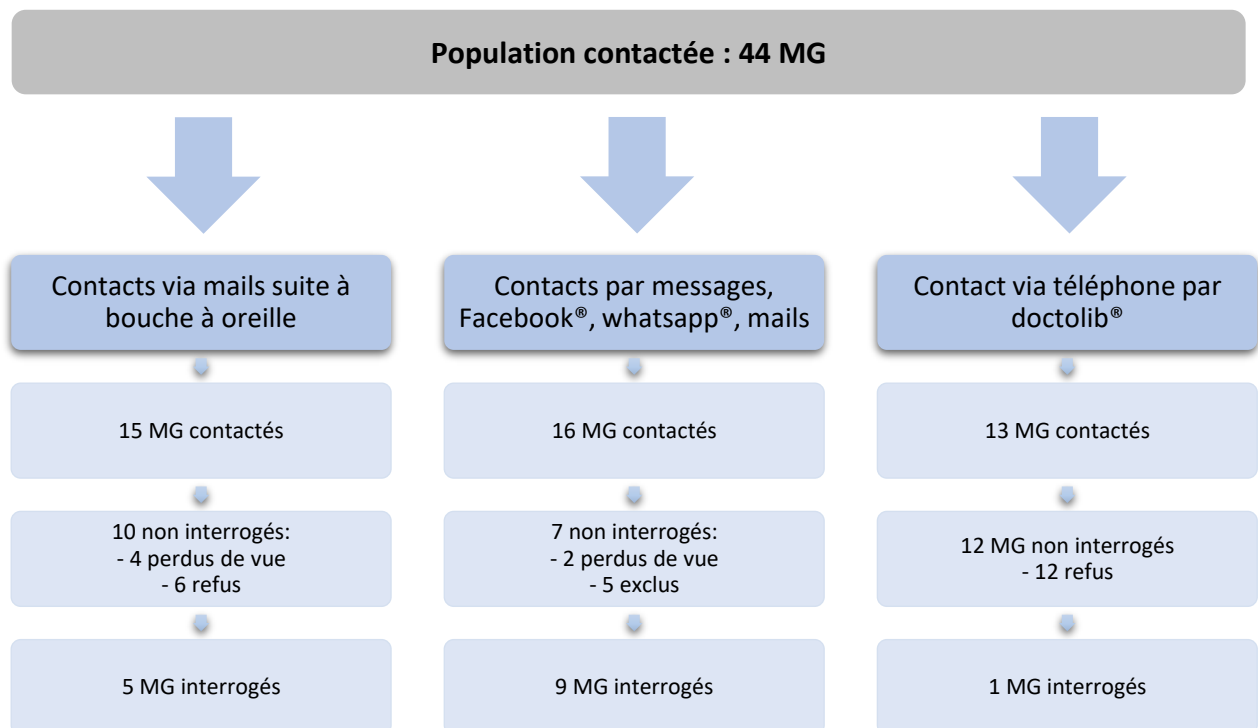 Population contactée : 44 MG
Contacts via mails suite à
bouche à oreille
15 MG contactés
10 non interrogés:
- 4 perdus de vue
- 6 refus
5 MG interrogés
Contacts par messages,
Facebook®, whatsapp®, mails
16 MG contactés
7 non interrogés:
- 2 perdus de vue
- 5 exclus
9 MG interrogés
Contact via téléphone par
doctolib®
13 MG contactés
12 MG non interrogés
- 12 refus
1 MG interrogés